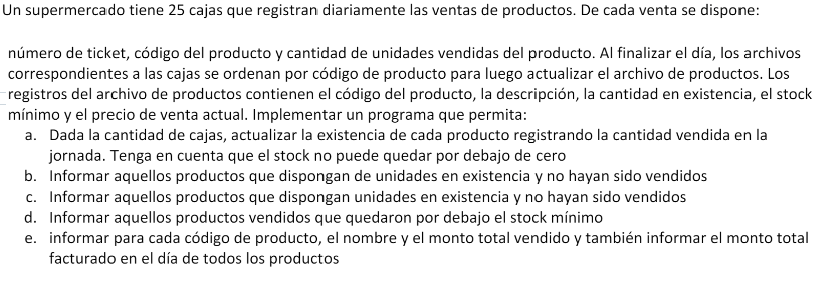 Un supermercado tiene 25 cajas que registran diariamente las ventas de productos. De cada venta se dispone:
número de ticket, código del producto y cantidad de unidades vendidas del producto. Al finalizar el día, los archivos
correspondientes a las cajas se ordenan por código de producto para luego actualizar el archivo de productos. Los
registros del archivo de productos contienen el código del producto, la descripción, la cantidad en existencia, el stock
mínimo y el precio de venta actual. Implementar un programa que permita:
a. Dada la cantidad de cajas, actualizar la existencia de cada producto registrando la cantidad vendida en la
jornada. Tenga en cuenta que el stock no puede quedar por debajo de cero
b. Informar aquellos productos que dispongan de unidades en existencia y no hayan sido vendidos
c. Informar aquellos productos que dispongan unidades en existencia y no hayan sido vendidos
d. Informar aquellos productos vendidos que quedaron por debajo el stock mínimo
e. informar para cada código de producto, el nombre y el monto total vendido y también informar el monto total
facturado en el día de todos los productos